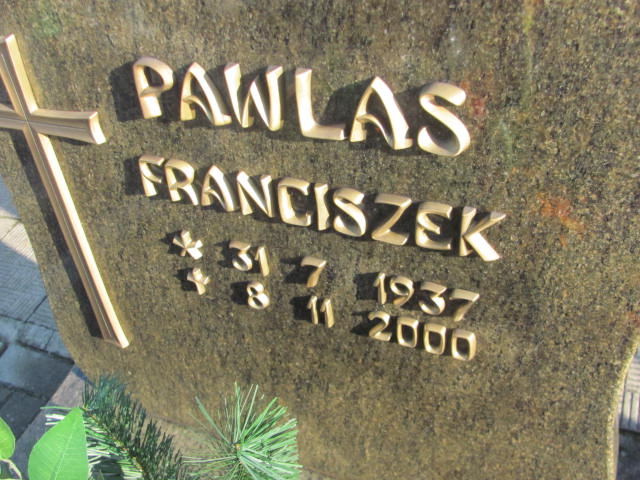 PAWLAS
FRANCISZEK
* 31 7 1937
+ 8 11 2000